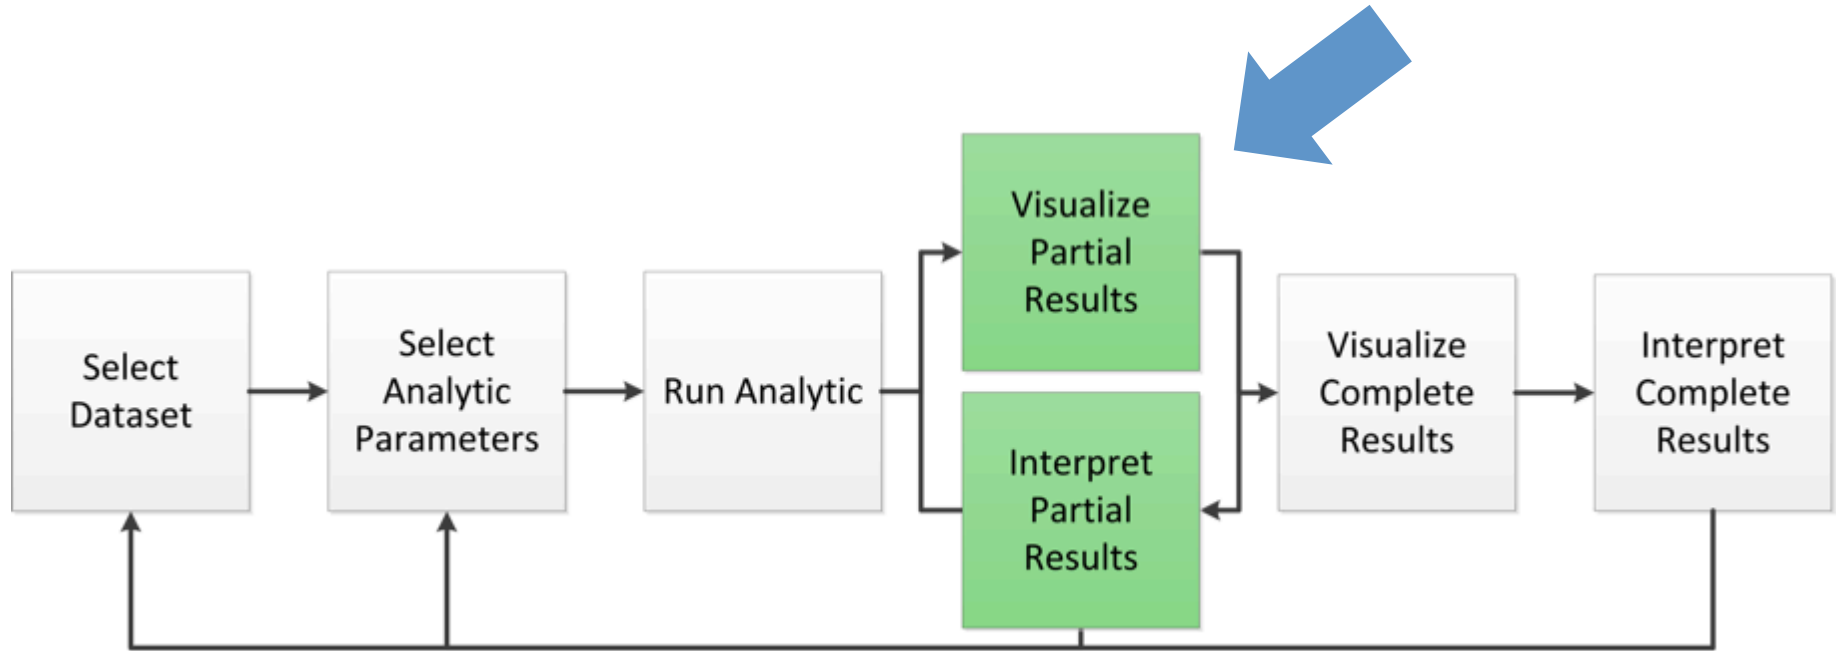 Select
Dataset
Select
Analytic
Parameters
Run Analytic
Visualize
Partial
Results
Interpret
Partial
Results
Visualize
Complete
Results
Interpret
Complete
Results